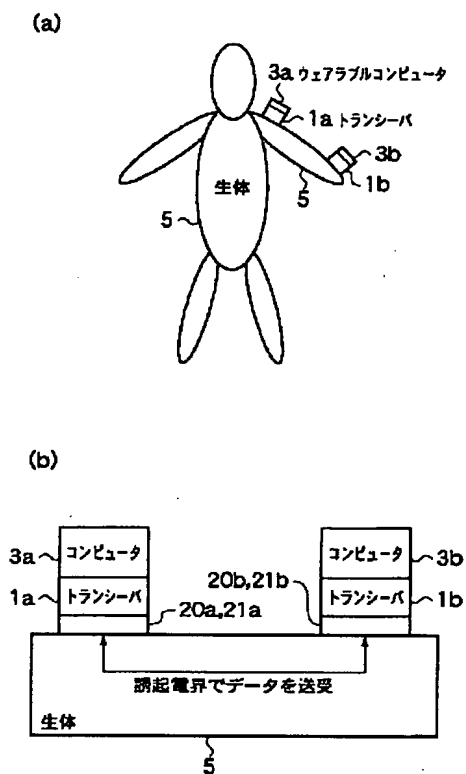 (a)
3a ウェアラブルコンピュータ
1a トランシーバ
3b
5
1b
生体
5
(b)
3a コンピュータ コンピュータ 3b
1a トランシーバ 20b,21b トランシーバ 1b
20a,21a
誘起電界でデータを送受
生体
5